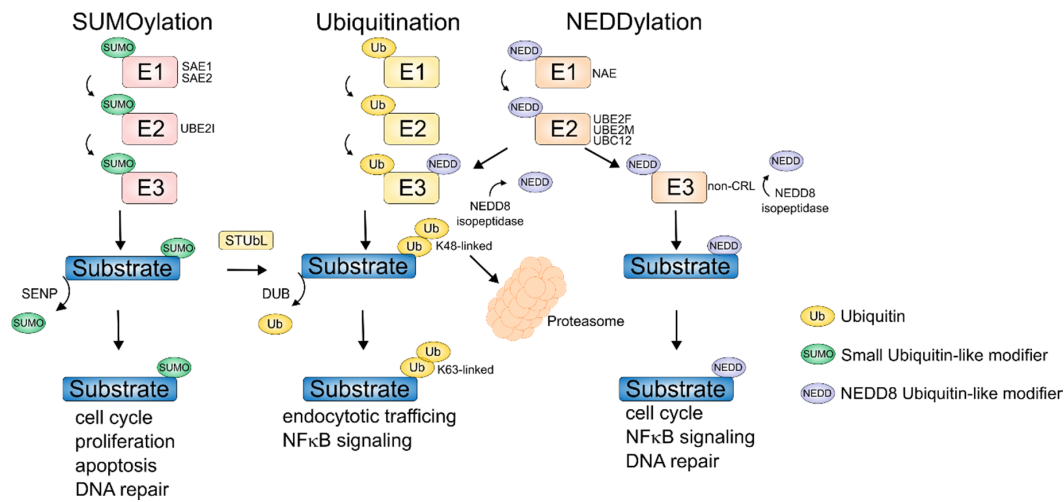 SUMOylation
SUMO
E1
SAE1
SAE2
SUMO
E2
UBE2I
SUMO
E3
Substrate
SUMO
SENP
SUMO
STUbL
Substrate
SUMO
cell cycle
proliferation
apoptosis
DNA repair
Ubiquitination
Ub
E1
Ub
E2
Ub
E3
NEDD
NEDD
NEDD8
isopeptidase
Substrate
Ub
Ub
K48-linked
DUB
Ub
Proteasome
Substrate
Ub
Ub
K63-linked
endocytotic trafficing
NFκB signaling
NEDDylation
NEDD
E1
NAE
NEDD
E2
UBE2F
UBE2M
UBC12
NEDD
E3
non-CRL
NEDD
NEDD8
isopeptidase
NEDD
Substrate
NEDD
Substrate
cell cycle
NFκB signaling
DNA repair
Ub Ubiquitin
SUMO Small Ubiquitin-like modifier
NEDD NEDD8 Ubiquitin-like modifier